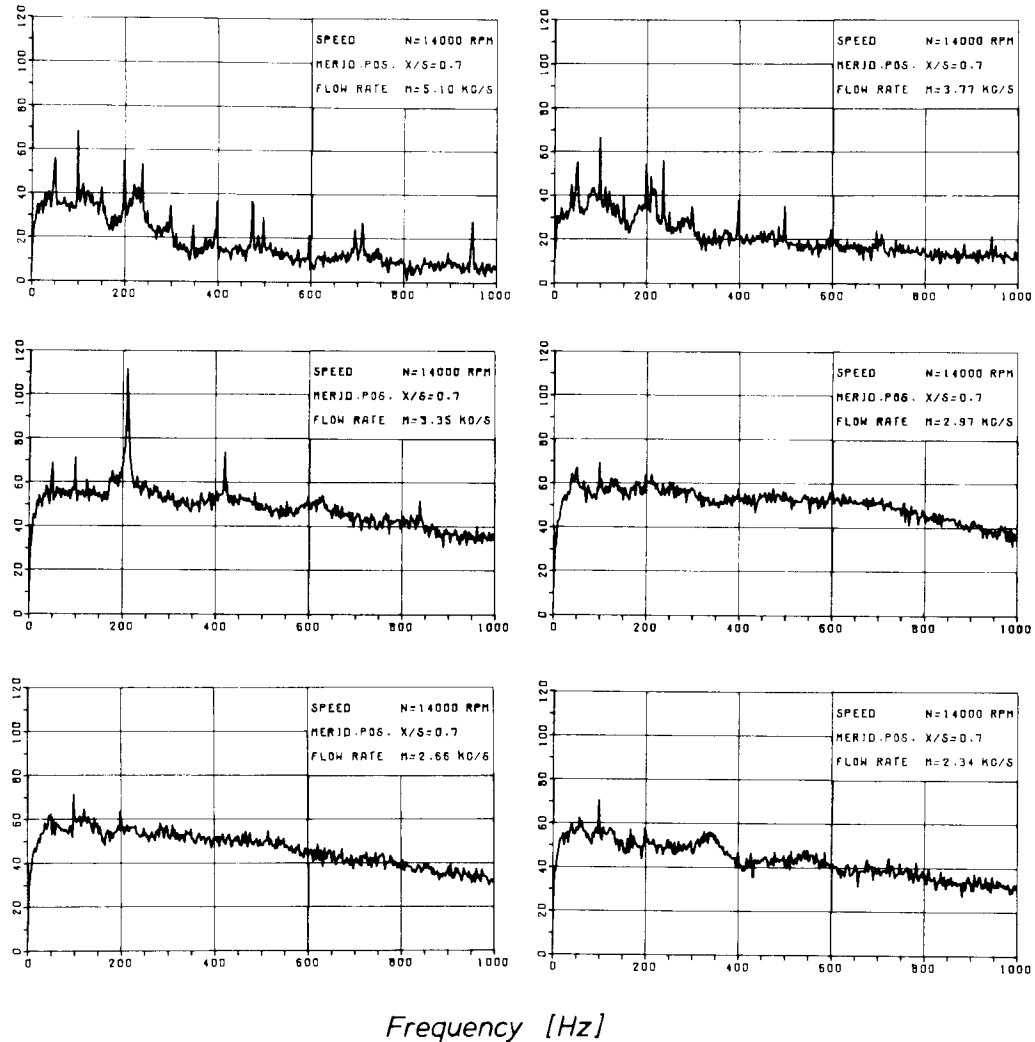 120
100
80
60
40
20
0
SPEED N=14000 RPM
MERID.POS. X/S=0.7
FLOW RATE M=5.10 KG/S
0 200 400 600 800 1000
120
100
80
60
40
20
0
SPEED N=14000 RPM
MERID.POS. X/S=0.7
FLOW RATE M=3.77 KG/S
0 200 400 600 800 1000
120
100
80
60
40
20
0
SPEED N=14000 RPM
MERID.POS. X/S=0.7
FLOW RATE M=3.35 KG/S
0 200 400 600 800 1000
120
100
80
60
40
20
0
SPEED N=14000 RPM
MERID.POS. X/S=0.7
FLOW RATE M=2.97 KG/S
0 200 400 600 800 1000
120
100
80
60
40
20
0
SPEED N=14000 RPM
MERID.POS. X/S=0.7
FLOW RATE M=2.66 KG/S
0 200 400 600 800 1000
120
100
80
60
40
20
0
SPEED N=14000 RPM
MERID.POS. X/S=0.7
FLOW RATE M=2.34 KG/S
0 200 400 600 800 1000
Frequency [Hz]